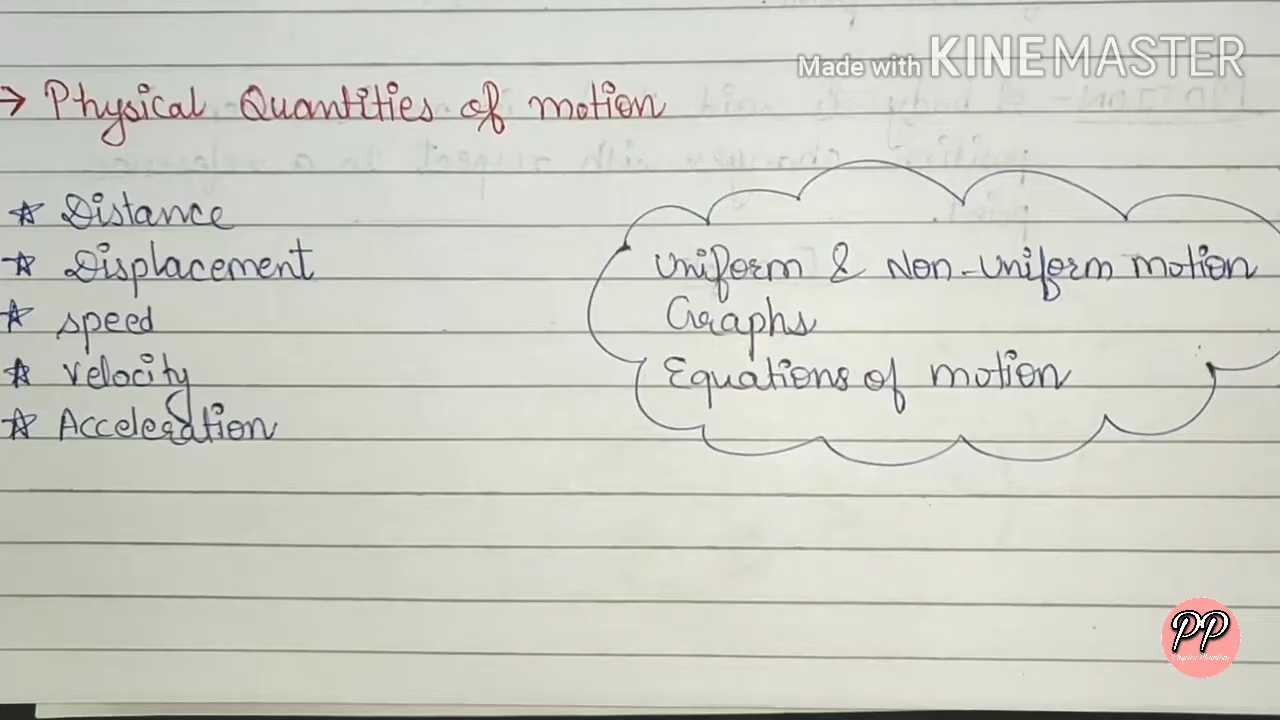 Made with KINEMASTER
→ Physical Quantities of motion
☆ Distance
☆ Displacement
☆ speed
☆ velocity
☆ Acceleration
Uniform & Non-uniform motion
Graphs
Equations of motion
PP